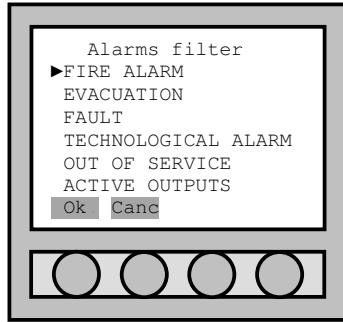 Alarms filter
►FIRE ALARM
EVACUATION
FAULT
TECHNOLOGICAL ALARM
OUT OF SERVICE
ACTIVE OUTPUTS
Ok Canc